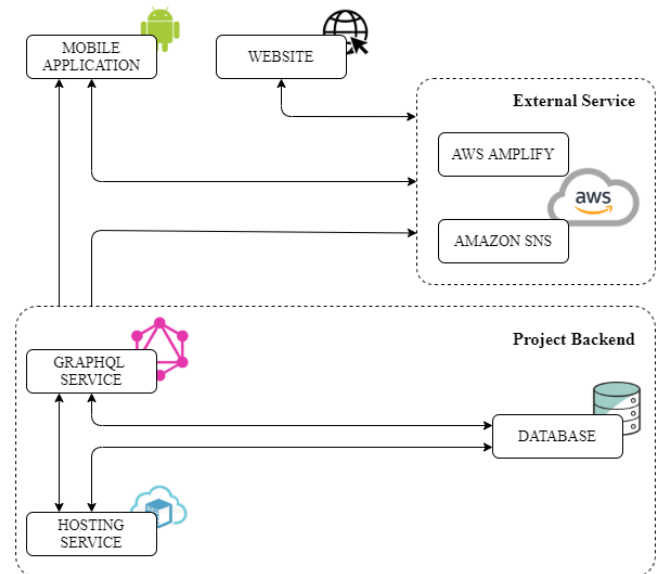 MOBILE
APPLICATION
WEBSITE
External Service
AWS AMPLIFY
aws
AMAZON SNS
Project Backend
GRAPHQL
SERVICE
DATABASE
HOSTING
SERVICE